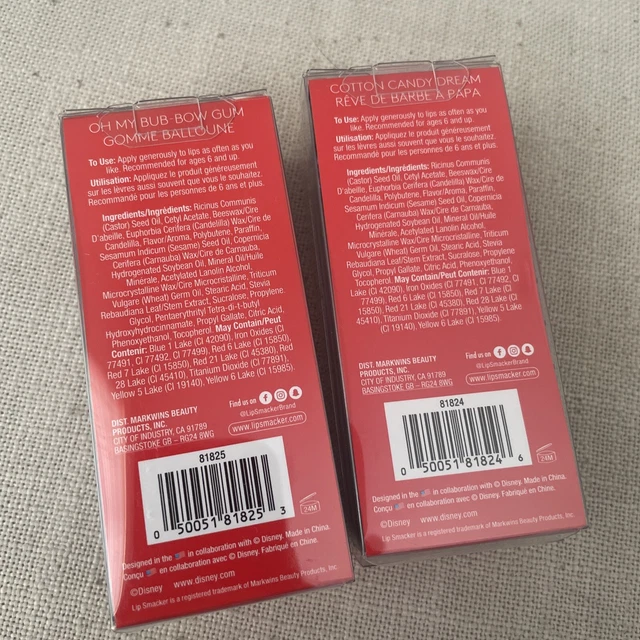 OH MY BUB-BOW GUM
GOMME BALLOUNE
To Use: Apply generously to lips as often as you
like. Recommended for ages 6 and up.
Utilisation: Appliquez le produit généreusement
sur les lèvres aussi souvent que vous le souhaitez.
Recommandé pour les personnes de 6 ans et plus.
Ingredients/Ingrédients: Ricinus Communis
(Castor) Seed Oil, Cetyl Acetate, Beeswax/Cire
D'abeille, Euphorbia Cerifera (Candelilla) Wax/Cire de
Candelilla, Flavor/Aroma, Polybutene, Paraffin,
Sesamum Indicum (Sesame) Seed Oil, Copernicia
Cerifera (Carnauba) Wax/Cire de Carnauba,
Hydrogenated Soybean Oil, Mineral Oil/Huile
Minérale, Acetylated Lanolin Alcohol,
Microcrystalline Wax/Cire Microcristalline, Triticum
Vulgare (Wheat) Germ Oil, Stearic Acid, Stevia
Rebaudiana Leaf/Stem Extract, Sucralose, Propylene
Glycol, Pentaerythrityl Tetra-di-t-butyl
Hydroxyhydrocinnamate, Propyl Gallate, Citric Acid,
Phenoxyethanol, Tocopherol. May Contain/Peut
Contenir: Blue 1 Lake (CI 42090), Iron Oxides (CI
77491, CI 77492, CI 77499), Red 6 Lake (CI 15850),
Red 7 Lake (CI 15850), Red 21 Lake (CI 45380), Red
28 Lake (CI 45410), Titanium Dioxide (CI 77891),
Yellow 5 Lake (CI 19140), Yellow 6 Lake (CI 15985).
DIST. MARKWINS BEAUTY
PRODUCTS, INC.
CITY OF INDUSTRY, CA 91789
BASINGSTOKE GB – RG24 8WG
Find us on
@LipSmackerBrand
www.lipsmacker.com
81825
0 50051 81825 3
24M
Designed in the in collaboration with © Disney. Made in China.
Conçu en collaboration avec © Disney. Fabriqué en Chine.
©Disney www.disney.com
Lip Smacker is a registered trademark of Markwins Beauty Products, Inc.
COTTON CANDY DREAM
RÊVE DE BARBE À PAPA
To Use: Apply generously to lips as often as you
like. Recommended for ages 6 and up.
Utilisation: Appliquez le produit généreusement
sur les lèvres aussi souvent que vous le souhaitez.
Recommandé pour les personnes de 6 ans et plus.
Ingredients/Ingrédients: Ricinus Communis
(Castor) Seed Oil, Cetyl Acetate, Beeswax/Cire
D'abeille, Euphorbia Cerifera (Candelilla) Wax/Cire de
Candelilla, Polybutene, Flavor/Aroma, Paraffin,
Sesamum Indicum (Sesame) Seed Oil, Copernicia
Cerifera (Carnauba) Wax/Cire de Carnauba,
Hydrogenated Soybean Oil, Mineral Oil/Huile
Minérale, Acetylated Lanolin Alcohol,
Microcrystalline Wax/Cire Microcristalline, Triticum
Vulgare (Wheat) Germ Oil, Stearic Acid, Stevia
Rebaudiana Leaf/Stem Extract, Sucralose, Propylene
Glycol, Propyl Gallate, Citric Acid, Phenoxyethanol,
Tocopherol. May Contain/Peut Contenir: Blue 1
Lake (CI 42090), Iron Oxides (CI 77491, CI 77492, CI
77499), Red 6 Lake (CI 15850), Red 7 Lake (CI
15850), Red 21 Lake (CI 45380), Red 28 Lake (CI
45410), Titanium Dioxide (CI 77891), Yellow 5 Lake
(CI 19140), Yellow 6 Lake (CI 15985).
DIST. MARKWINS BEAUTY
PRODUCTS, INC.
CITY OF INDUSTRY, CA 91789
BASINGSTOKE GB - RG24 8WG
Find us on
@LipSmackerBrand
www.lipsmacker.com
81824
0 50051 81824 6
24M
Designed in the in collaboration with © Disney. Made in China.
Conçu en collaboration avec © Disney. Fabriqué en Chine.
©Disney www.disney.com
Lip Smacker is a registered trademark of Markwins Beauty Products, Inc.